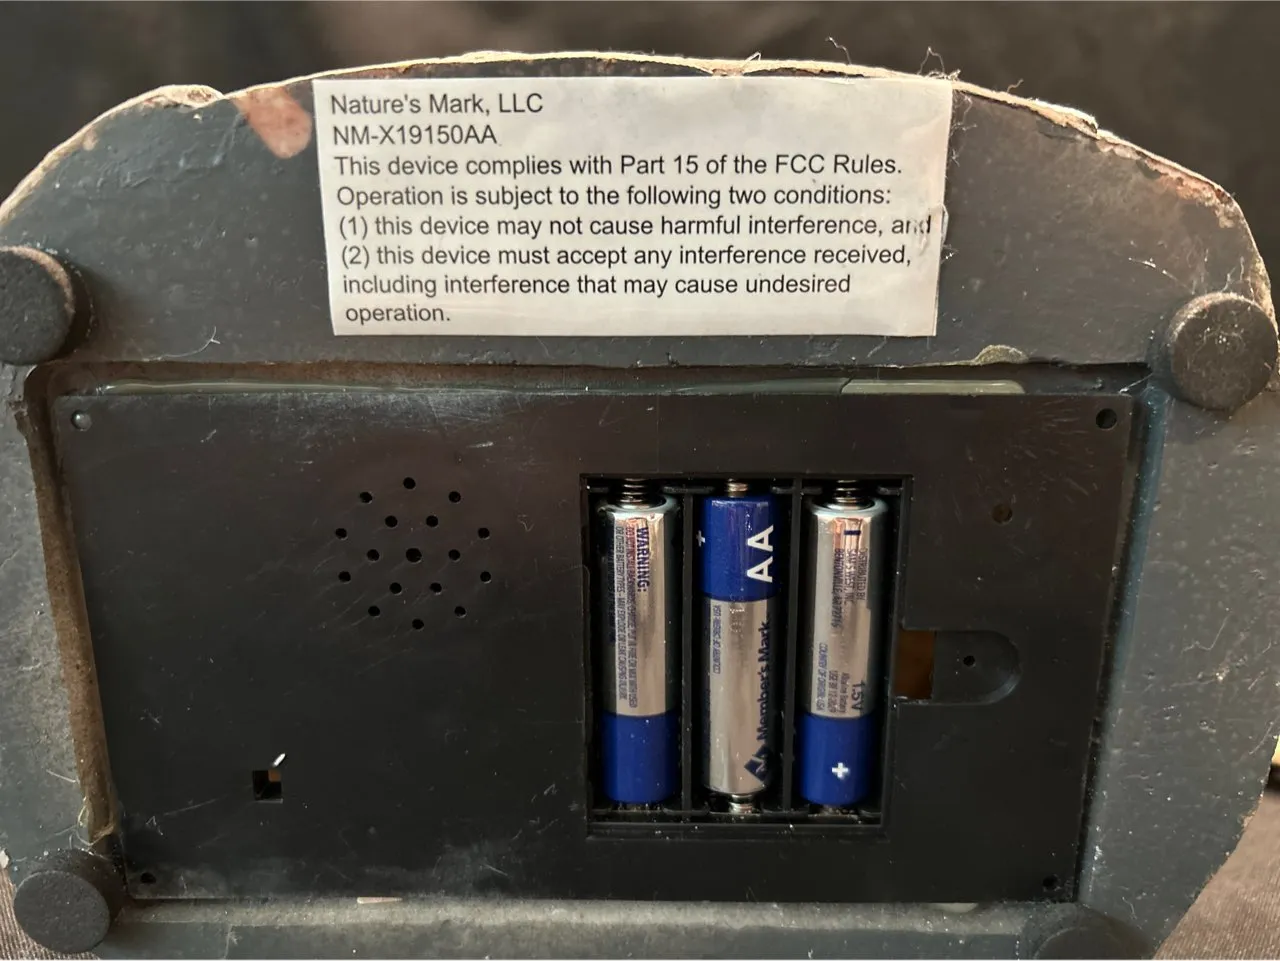 Nature's Mark, LLC
NM-X19150AA
This device complies with Part 15 of the FCC Rules.
Operation is subject to the following two conditions:
(1) this device may not cause harmful interference, and
(2) this device must accept any interference received,
including interference that may cause undesired
operation.
WARNING:
+
AA
Member's Mark
1.5V
+